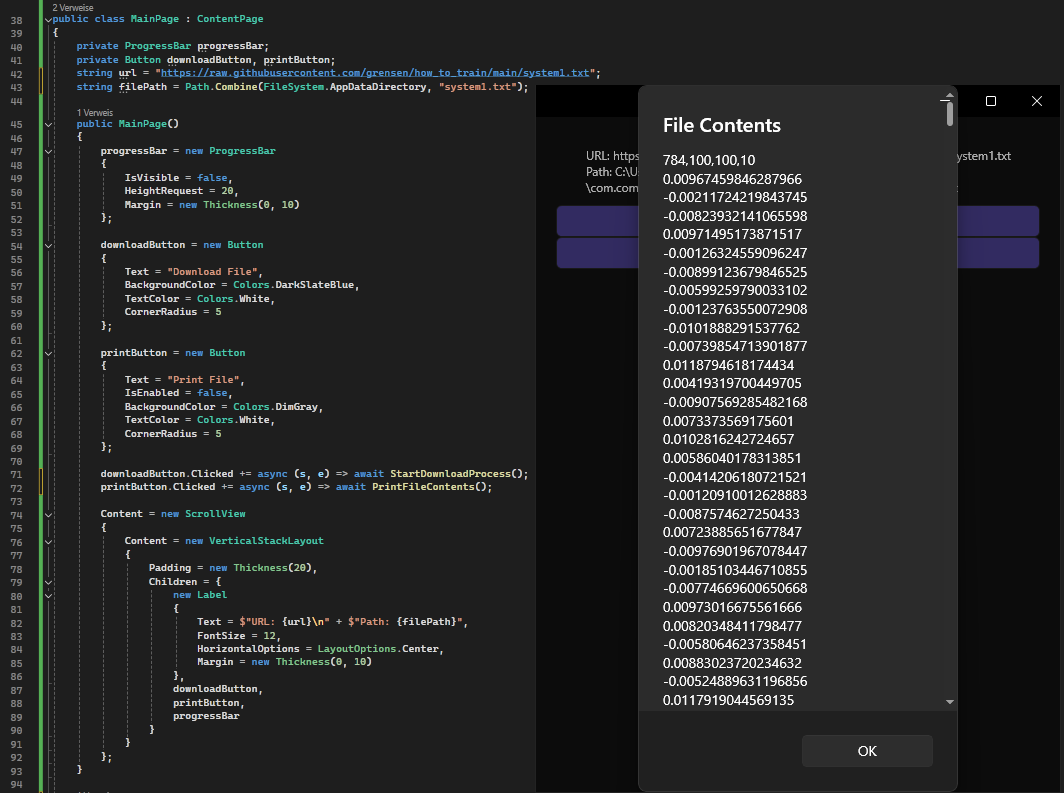 2 Verweise
38 public class MainPage : ContentPage
39 {
40 private ProgressBar progressBar;
41 private Button downloadButton, printButton;
42 string url = "https://raw.githubusercontent.com/grensen/how_to_train/main/system1.txt";
43 string filePath = Path.Combine(FileSystem.AppDataDirectory, "system1.txt");
44
1 Verweis
45 public MainPage()
46 {
47 progressBar = new ProgressBar
48 {
49 IsVisible = false,
50 HeightRequest = 20,
51 Margin = new Thickness(0, 10)
52 };
53
54 downloadButton = new Button
55 {
56 Text = "Download File",
57 BackgroundColor = Colors.DarkSlateBlue,
58 TextColor = Colors.White,
59 CornerRadius = 5
60 };
61
62 printButton = new Button
63 {
64 Text = "Print File",
65 IsEnabled = false,
66 BackgroundColor = Colors.DimGray,
67 TextColor = Colors.White,
68 CornerRadius = 5
69 };
70
71 downloadButton.Clicked += async (s, e) => await StartDownloadProcess();
72 printButton.Clicked += async (s, e) => await PrintFileContents();
73
74 Content = new ScrollView
75 {
76 Content = new VerticalStackLayout
77 {
78 Padding = new Thickness(20),
79 Children = {
80 new Label
81 {
82 Text = $"URL: {url}\n" + $"Path: {filePath}",
83 FontSize = 12,
84 HorizontalOptions = LayoutOptions.Center,
85 Margin = new Thickness(0, 10)
86 },
87 downloadButton,
88 printButton,
89 progressBar
90 }
91 }
92 };
93 }
94
URL: https
ystem1.txt
Path: C:\U
\com.com
File Contents
784,100,100,10
0.00967459846287966
-0.00211724219843745
-0.00823932141065598
0.00971495173871517
-0.00126324559096247
-0.00899123679846525
-0.00599259790033102
-0.00123763550072908
-0.0101888291537762
-0.00739854713901877
0.0118794618174434
0.00419319700449705
-0.00907569285482168
0.0073373569175601
0.0102816242724657
0.00586040178313851
-0.00414206180721521
-0.00120910012628883
-0.0087574627250433
0.00723885651677847
-0.00976901967078447
-0.00185103446710855
-0.00774669600650668
0.00973016675561666
0.00820348411798477
-0.00580646237358451
0.00883023720234632
-0.00524889631196856
0.0117919044569135
OK